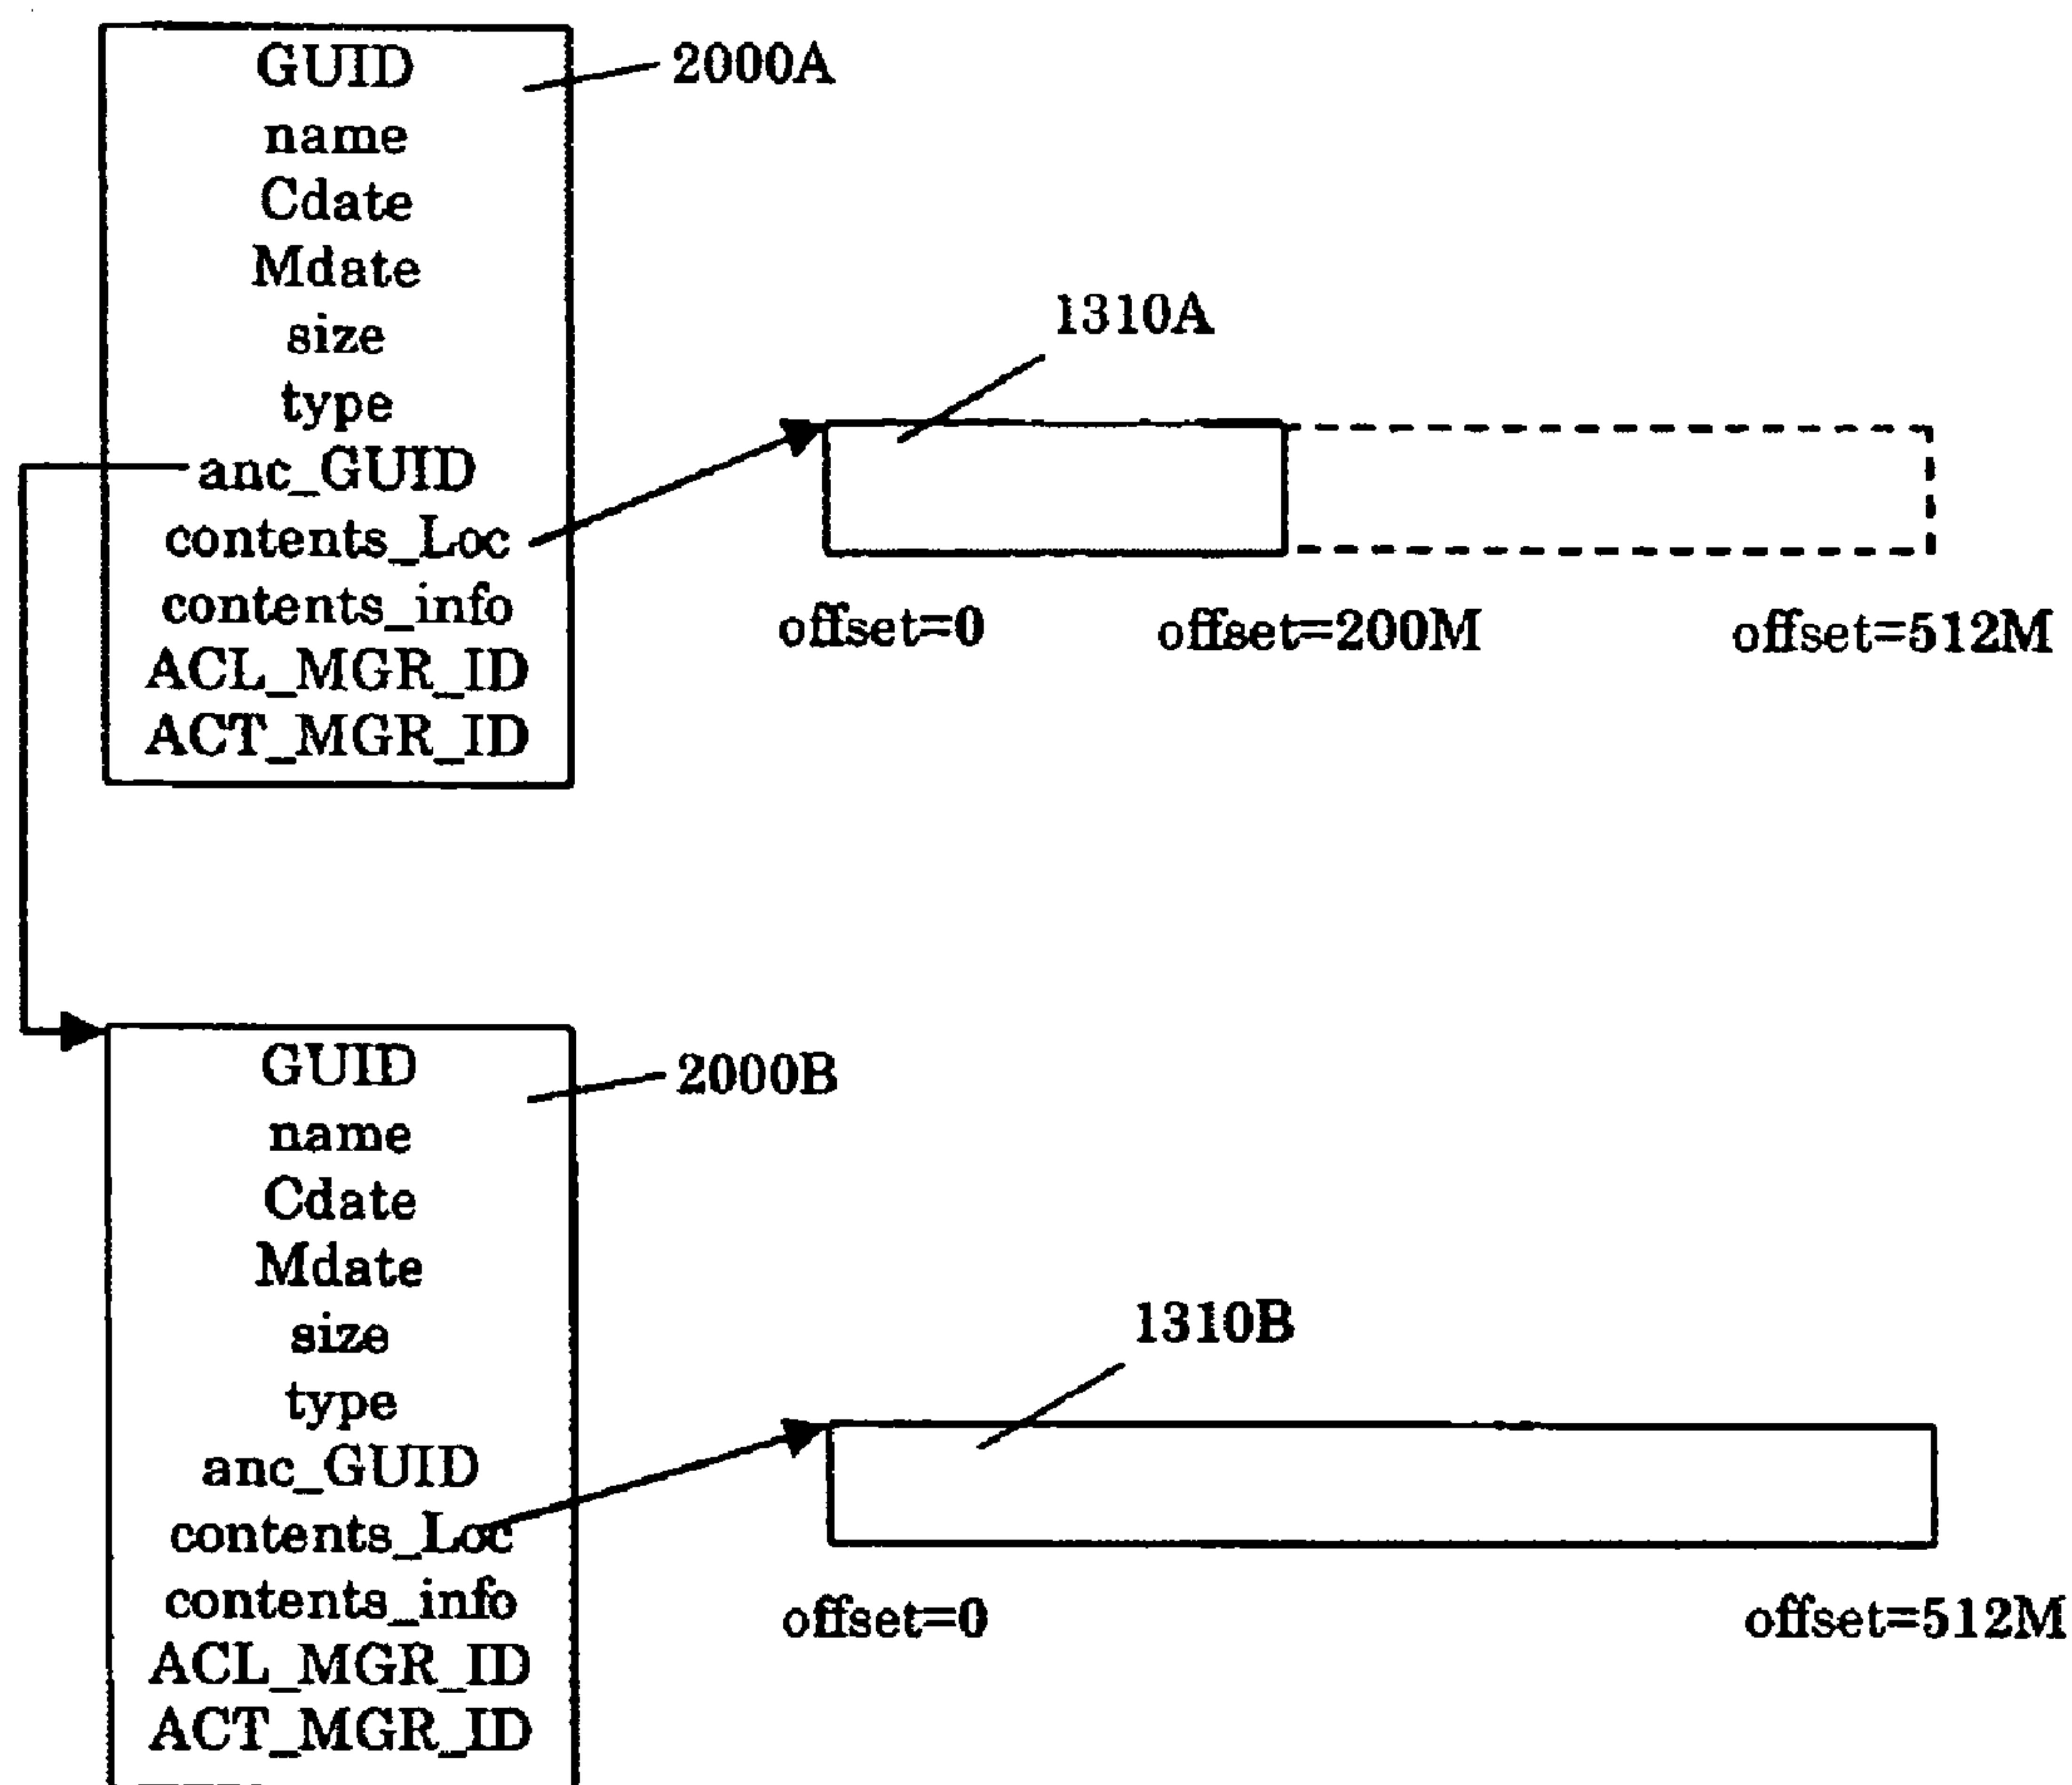 GUID
2000A
name
Cdate
Mdate
size
type
anc_GUID
contents_Loc
contents_info
ACL_MGR_ID
ACT_MGR_ID
1310A
offset=0
offset=200M
offset=512M
GUID
2000B
name
Cdate
Mdate
size
type
anc_GUID
contents_Loc
contents_info
ACL_MGR_ID
ACT_MGR_ID
1310B
offset=0
offset=512M